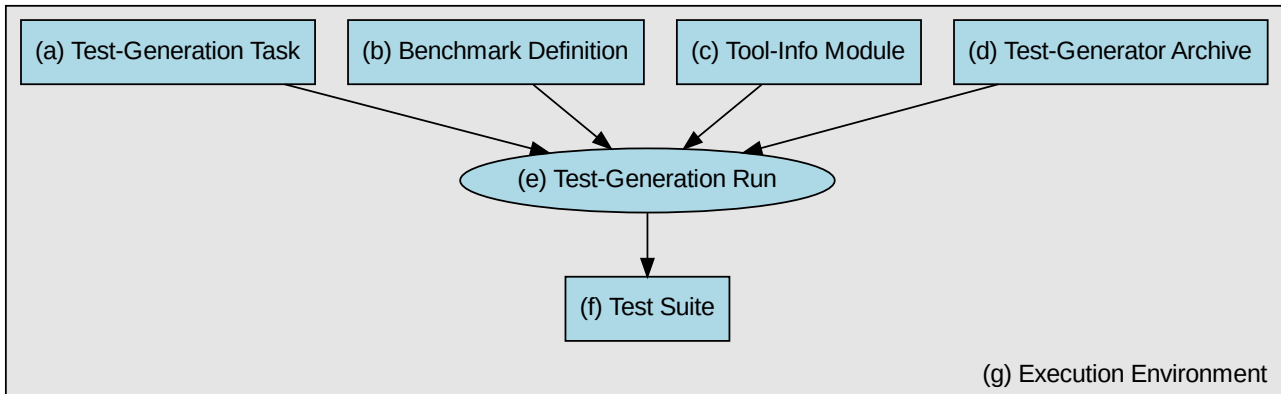 (a) Test-Generation Task
(b) Benchmark Definition
(c) Tool-Info Module
(d) Test-Generator Archive
(e) Test-Generation Run
(f) Test Suite
(g) Execution Environment